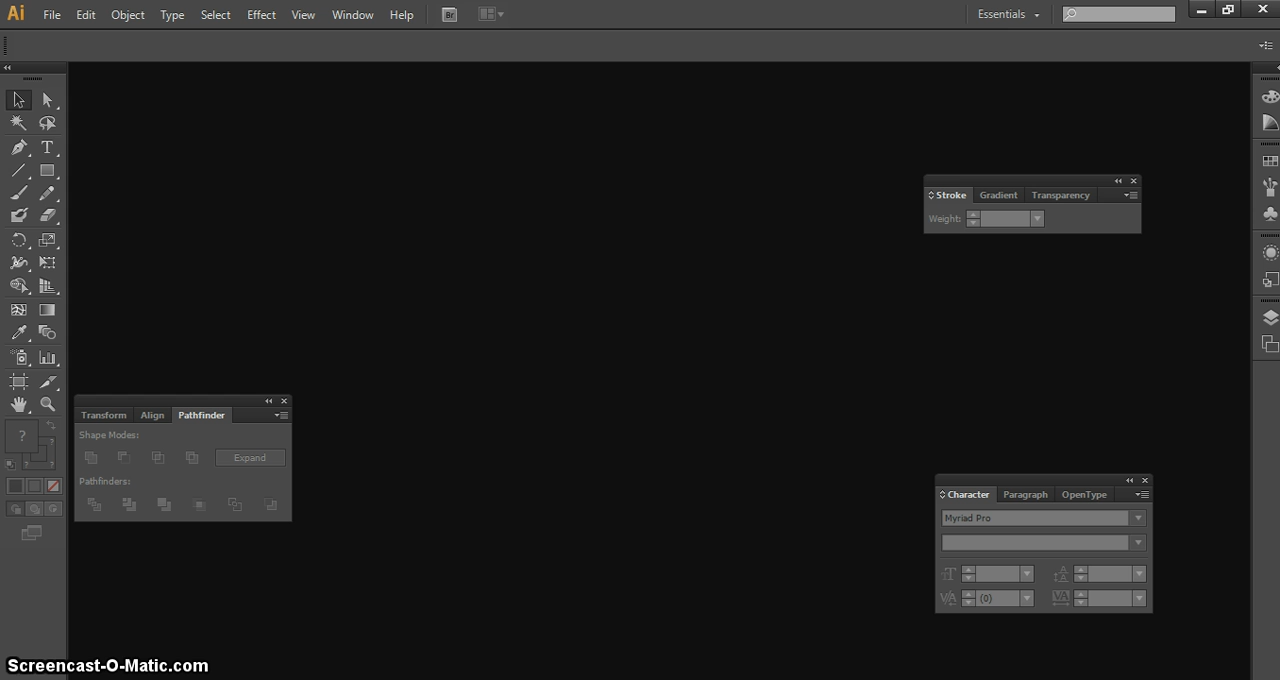 Ai File Edit Object Type Select Effect View Window Help Br Essentials
Stroke Gradient Transparency
Weight:
Transform Align Pathfinder
Shape Modes:
Expand
Pathfinders:
Character Paragraph OpenType
Myriad Pro
(0)
Screencast-O-Matic.com